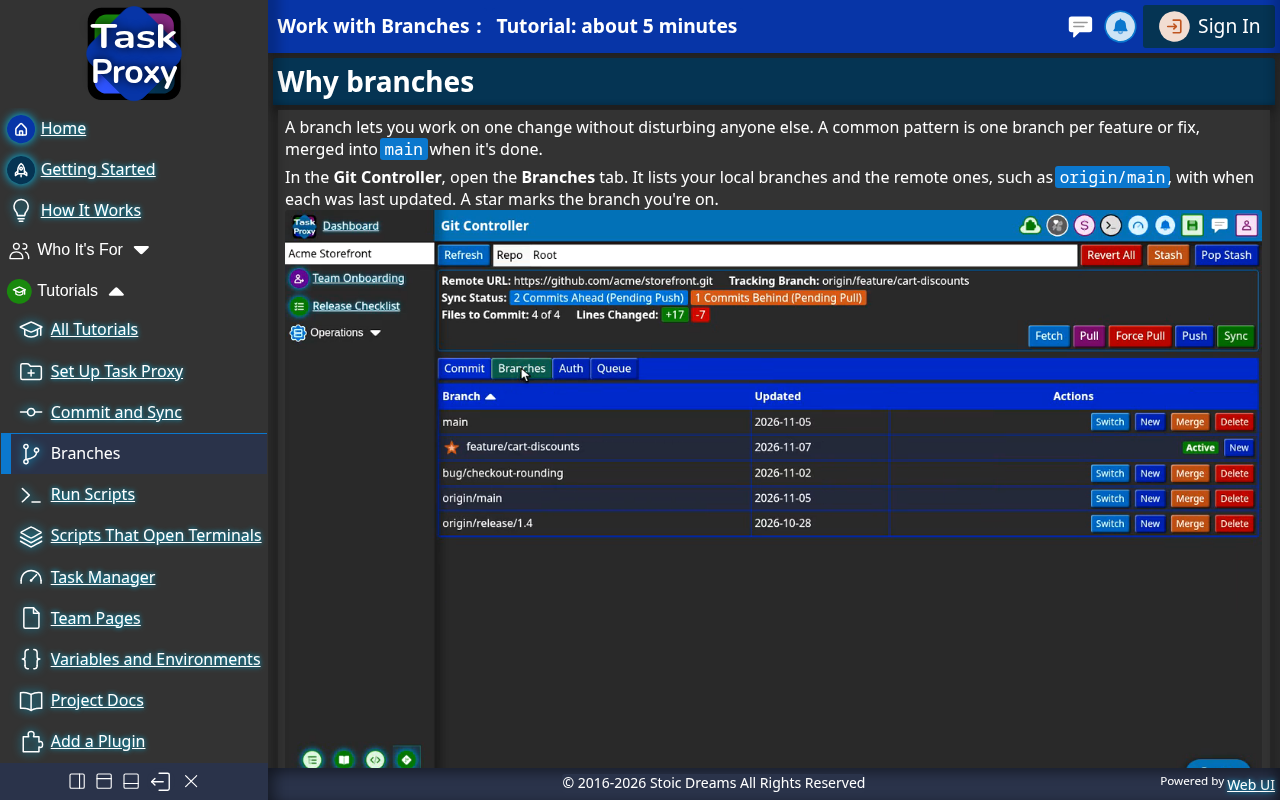 Task Proxy
Home
Getting Started
How It Works
Who It's For
Tutorials
All Tutorials
Set Up Task Proxy
Commit and Sync
Branches
Run Scripts
Scripts That Open Terminals
Task Manager
Team Pages
Variables and Environments
Project Docs
Add a Plugin
Work with Branches : Tutorial: about 5 minutes
Sign In
Why branches
A branch lets you work on one change without disturbing anyone else. A common pattern is one branch per feature or fix,
merged into main when it's done.
In the Git Controller, open the Branches tab. It lists your local branches and the remote ones, such as origin/main, with when
each was last updated. A star marks the branch you're on.
Task Proxy Dashboard
Acme Storefront
Team Onboarding
Release Checklist
Operations
Git Controller
S
Refresh Repo Root Revert All Stash Pop Stash
Remote URL: https://github.com/acme/storefront.git Tracking Branch: origin/feature/cart-discounts
Sync Status: 2 Commits Ahead (Pending Push) 1 Commits Behind (Pending Pull)
Files to Commit: 4 of 4 Lines Changed: +17 -7
Fetch Pull Force Pull Push Sync
Commit Branches Auth Queue
Branch Updated Actions
main 2026-11-05 Switch New Merge Delete
feature/cart-discounts 2026-11-07 Active New
bug/checkout-rounding 2026-11-02 Switch New Merge Delete
origin/main 2026-11-05 Switch New Merge Delete
origin/release/1.4 2026-10-28 Switch New Merge Delete
© 2016-2026 Stoic Dreams All Rights Reserved
Powered by Web UI